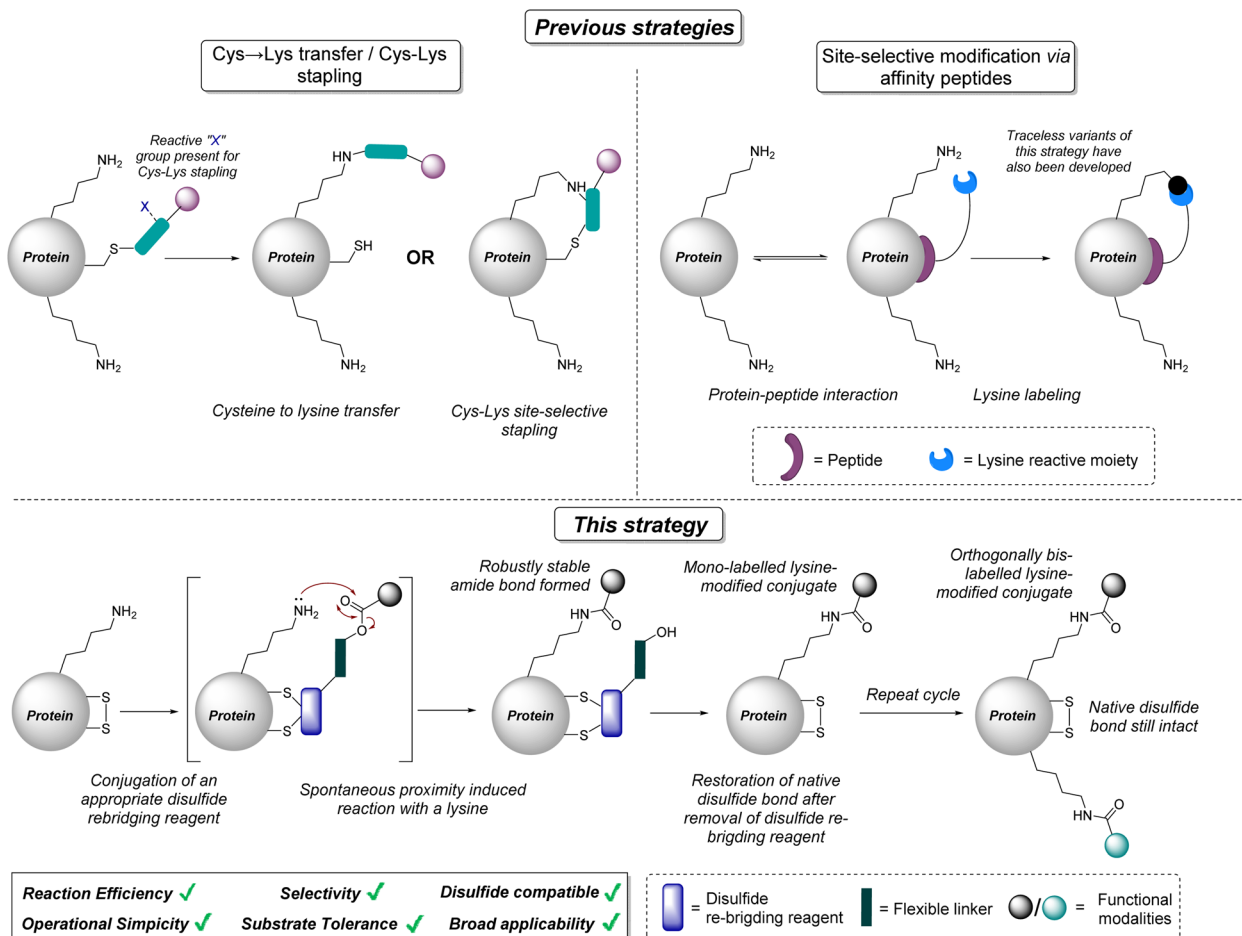 Previous strategies
Cys→Lys transfer / Cys-Lys
stapling
Reactive "X"
group present for
Cys-Lys stapling
NH₂
X
S
Protein
NH₂
HN
SH
Protein
NH₂
OR
NH
S
Protein
NH₂
Cysteine to lysine transfer
Cys-Lys site-selective
stapling
Site-selective modification via
affinity peptides
Traceless variants of
this strategy have
also been developed
NH₂
Protein
NH₂
NH₂
Protein
NH₂
Protein
NH₂
Protein-peptide interaction
Lysine labeling
= Peptide
= Lysine reactive moiety
This strategy
NH₂
Protein
S
S
Conjugation of an
appropriate disulfide
rebridging reagent
NH₂
O
O
S
Protein
S
Spontaneous proximity induced
reaction with a lysine
Robustly stable
amide bond formed
HN
O
OH
S
Protein
S
Mono-labelled lysine-
modified conjugate
HN
O
S
Protein
S
Restoration of native
disulfide bond after
removal of disulfide re-
brigding reagent
Repeat cycle
Orthogonally bis-
labelled lysine-
modified conjugate
HN
O
S
Protein
S
Native disulfide
bond still intact
HN
O
Reaction Efficiency ✓
Selectivity ✓
Disulfide compatible ✓
Operational Simpicity ✓
Substrate Tolerance ✓
Broad applicability ✓
= Disulfide
re-brigding reagent
= Flexible linker
/
= Functional
modalities